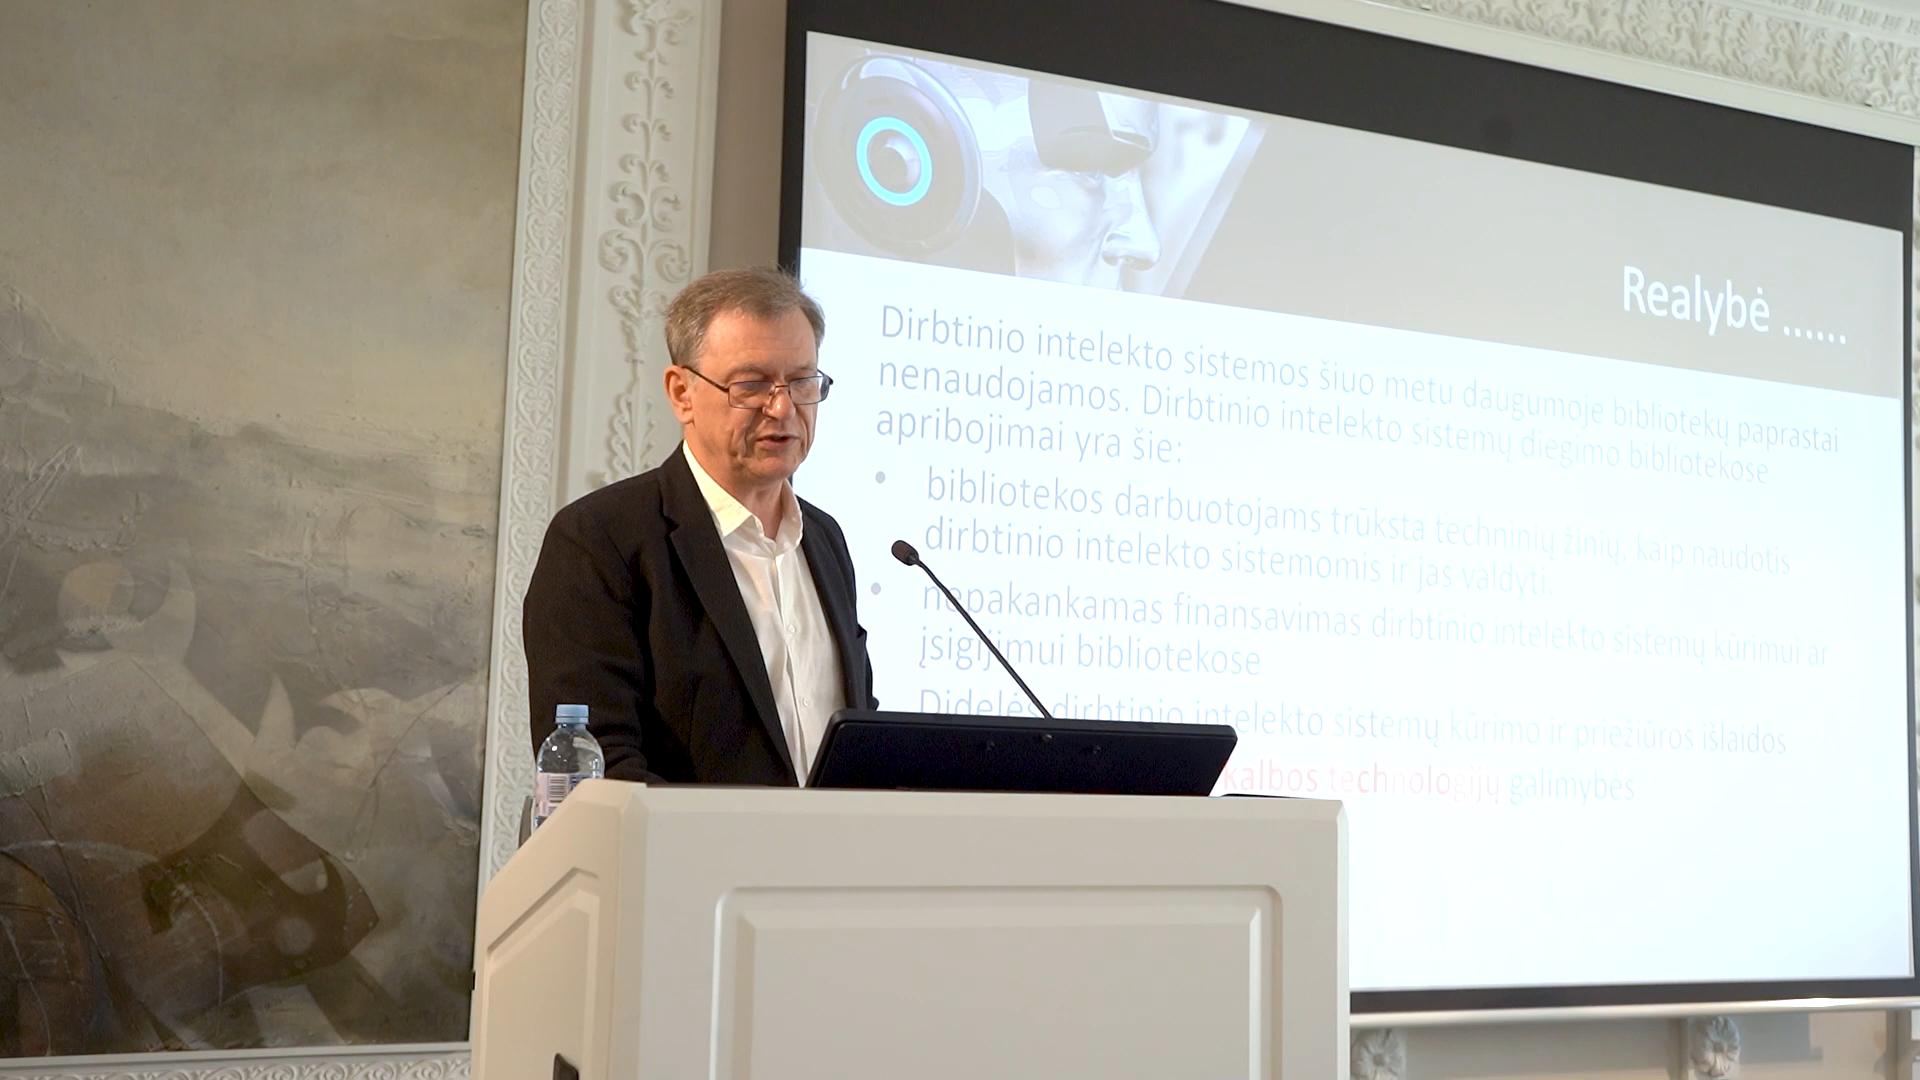 Realybė ......
Dirbtinio intelekto sistemos šiuo metu daugumoje bibliotekų paprastai
nenaudojamos. Dirbtinio intelekto sistemų diegimo bibliotekose
apribojimai yra šie:
• bibliotekos darbuotojams trūksta techninių žinių, kaip naudotis
dirbtinio intelekto sistemomis ir jas valdyti.
• nepakankamas finansavimas dirbtinio intelekto sistemų kūrimui ar
įsigijimui bibliotekose
Didelės dirbtinio intelekto sistemų kūrimo ir priežiūros išlaidos
kalbos technologijų galimybės